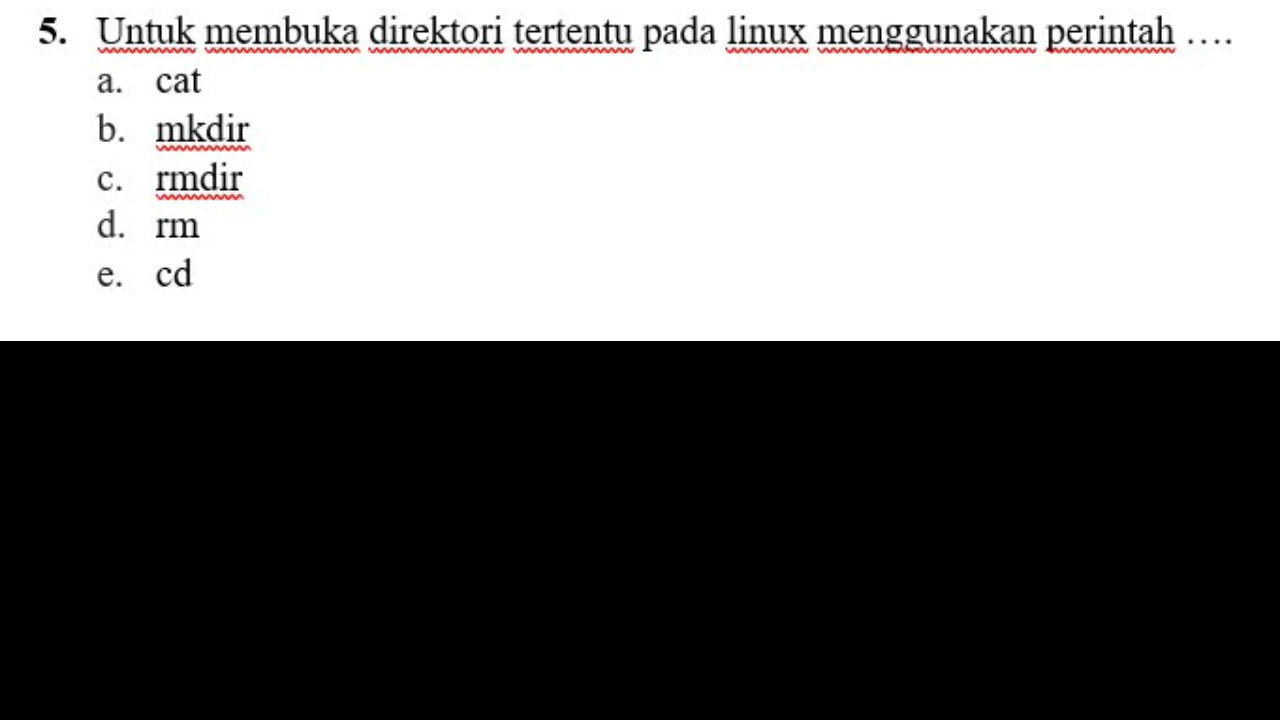 5. Untuk membuka direktori tertentu pada linux menggunakan perintah ....
a. cat
b. mkdir
c. rmdir
d. rm
e. cd